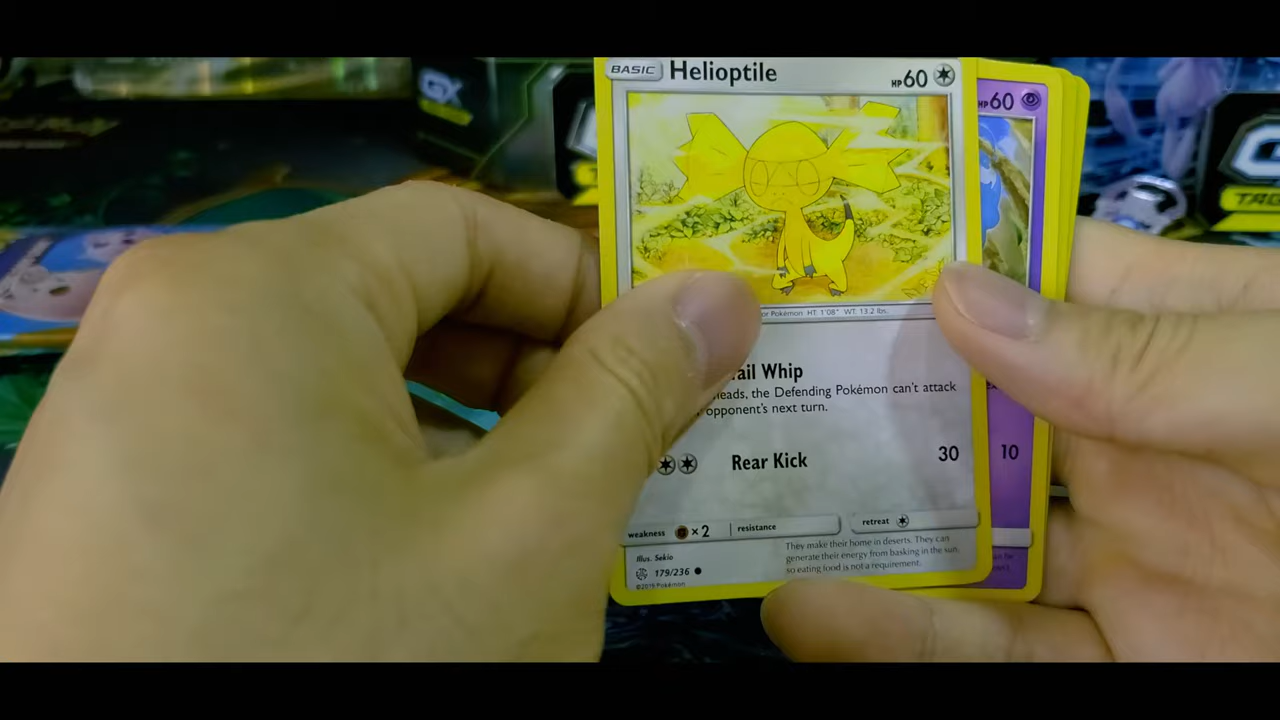 BASIC Helioptile HP60
HP60
or Pokémon HT: 1'08" WT: 13.2 lbs.
ail Whip
heads, the Defending Pokémon can't attack
opponent's next turn.
Rear Kick 30
10
weakness ×2 resistance retreat
They make their home in deserts. They can
generate their energy from basking in the sun,
so eating food is not a requirement.
Illus. Sekio
179/236
GX
TAG